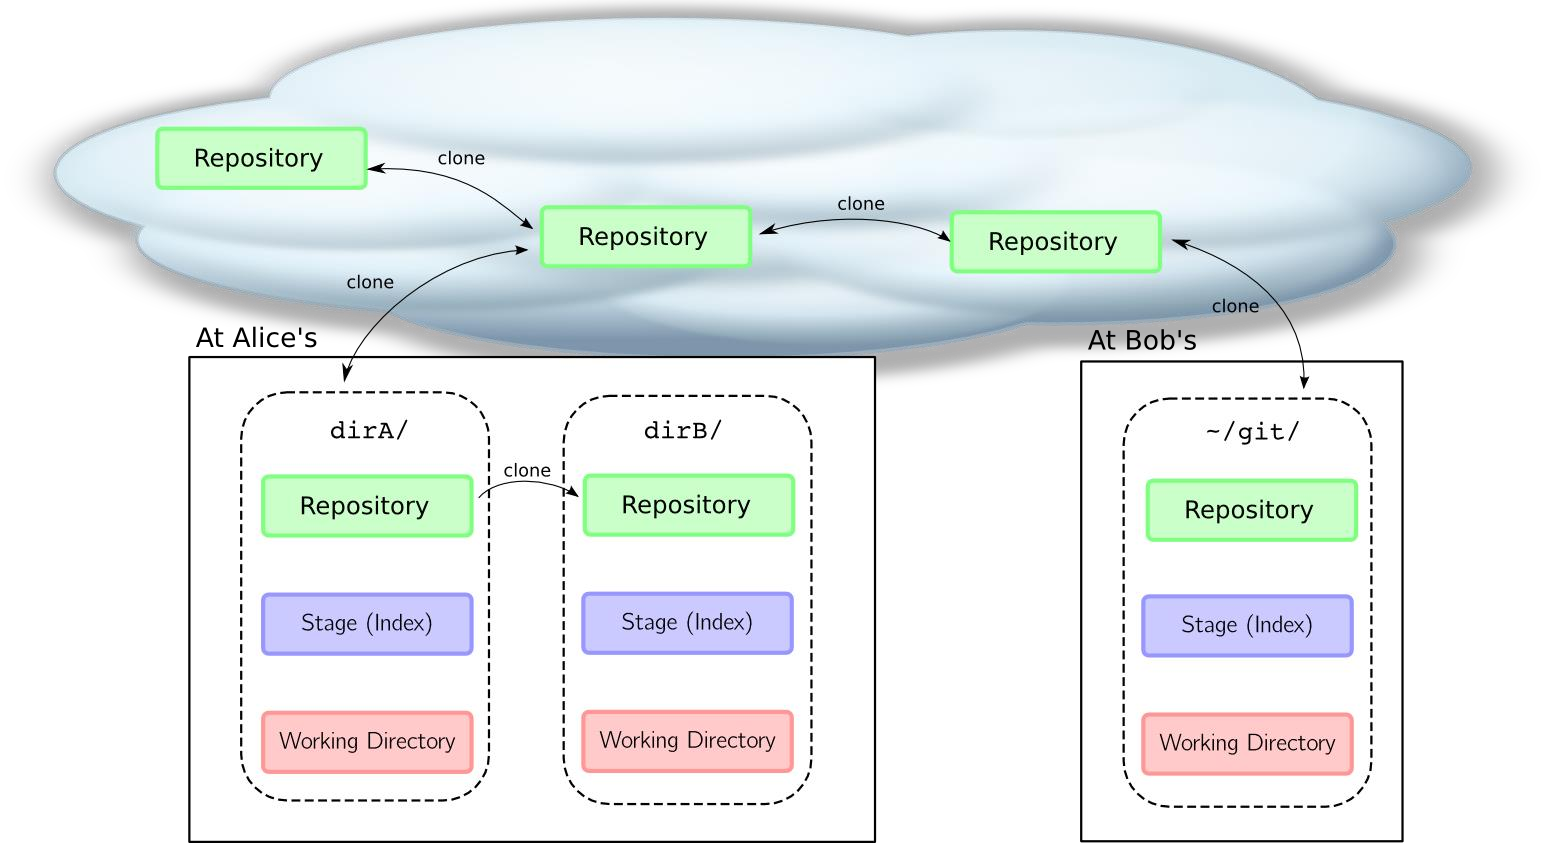 Repository
clone
Repository
clone
Repository
clone
clone
At Alice's
At Bob's
dirA/
dirB/
~/git/
Repository
clone
Repository
Repository
Stage (Index)
Stage (Index)
Stage (Index)
Working Directory
Working Directory
Working Directory